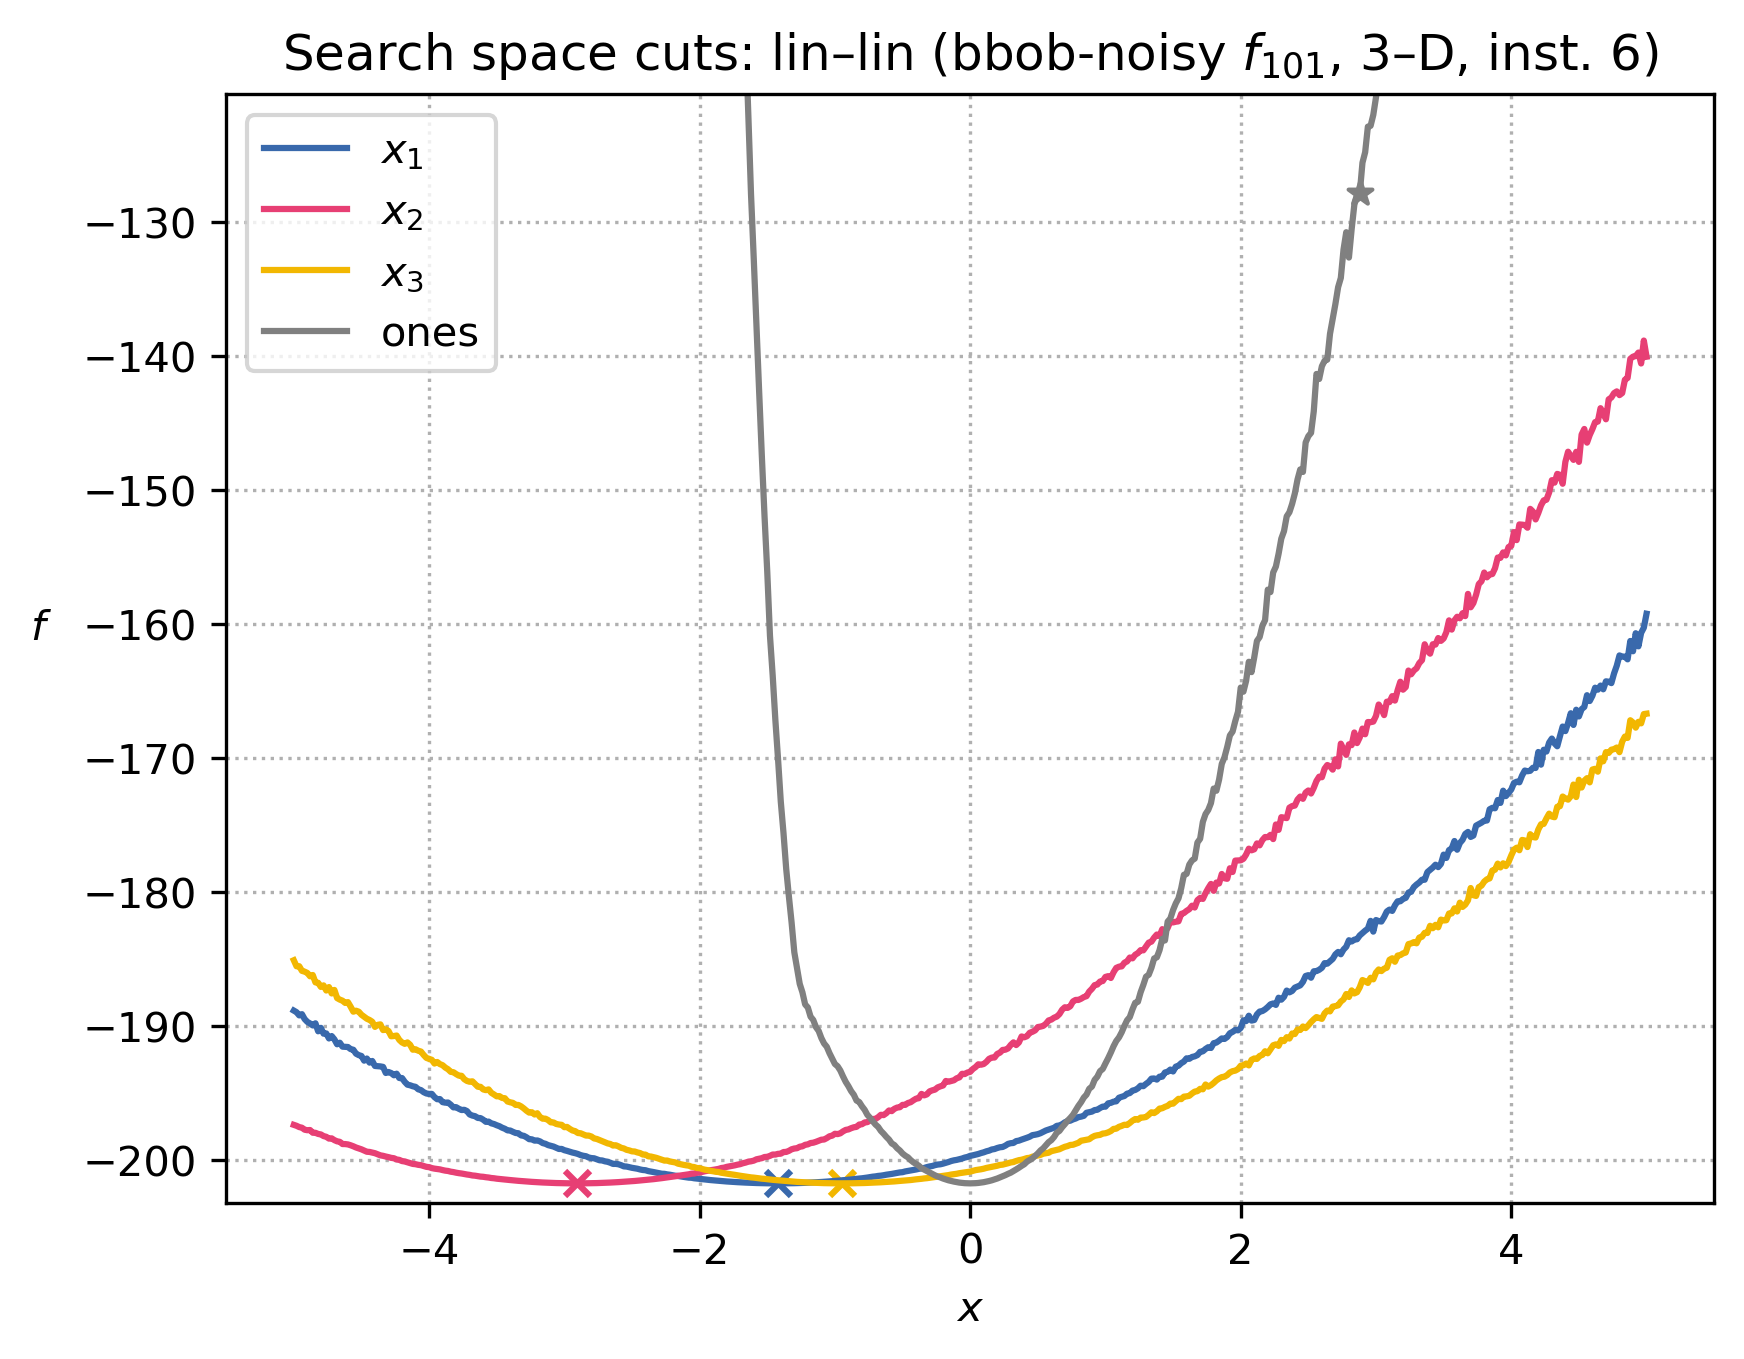 Search space cuts: lin–lin (bbob-noisy f₁₀₁, 3–D, inst. 6)
x₁
x₂
x₃
ones
−130
−140
−150
−160
−170
−180
−190
−200
f
−4 −2 0 2 4
x